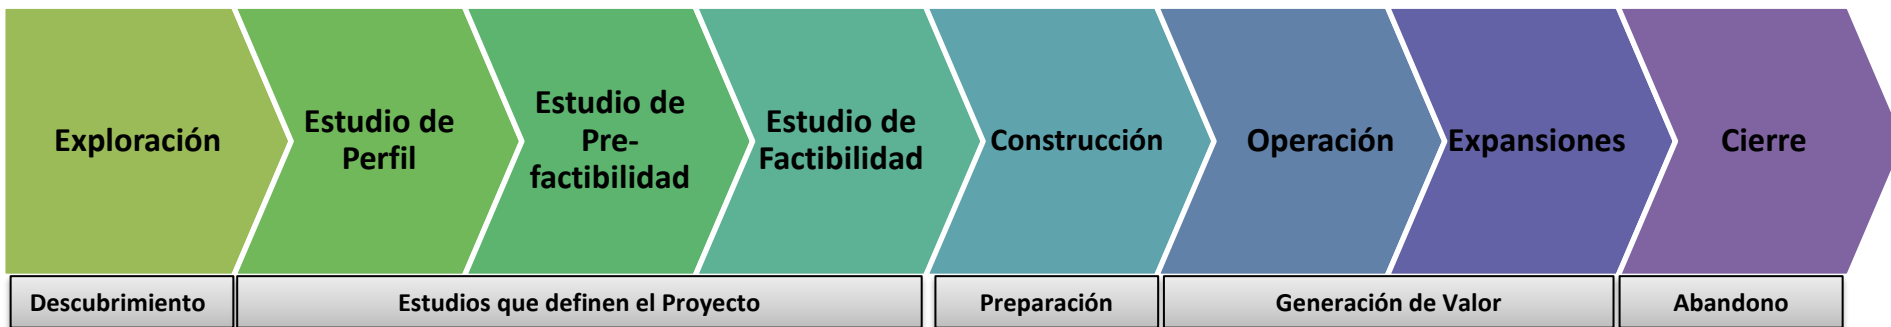 Exploración
Estudio de
Perfil
Estudio de
Pre-
factibilidad
Estudio de
Factibilidad
Construcción
Operación
Expansiones
Cierre
Descubrimiento
Estudios que definen el Proyecto
Preparación
Generación de Valor
Abandono